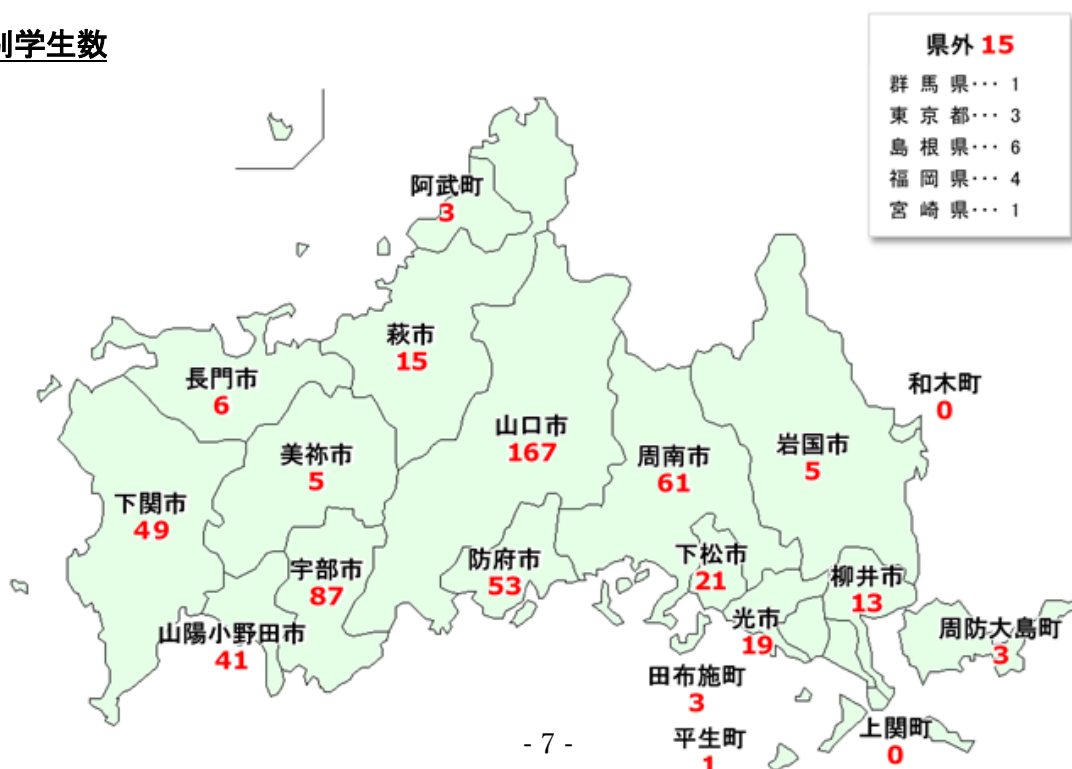 別学生数
県外 15
群馬県・・・ 1
東京都・・・ 3
島根県・・・ 6
福岡県・・・ 4
宮崎県・・・ 1
阿武町
3
萩市
15
長門市
6
和木町
0
山口市
167
岩国市
5
美祢市
5
周南市
61
下関市
49
防府市
53
下松市
21
宇部市
87
柳井市
13
光市
19
周防大島町
3
山陽小野田市
41
田布施町
3
上関町
0
平生町
1
- 7 -